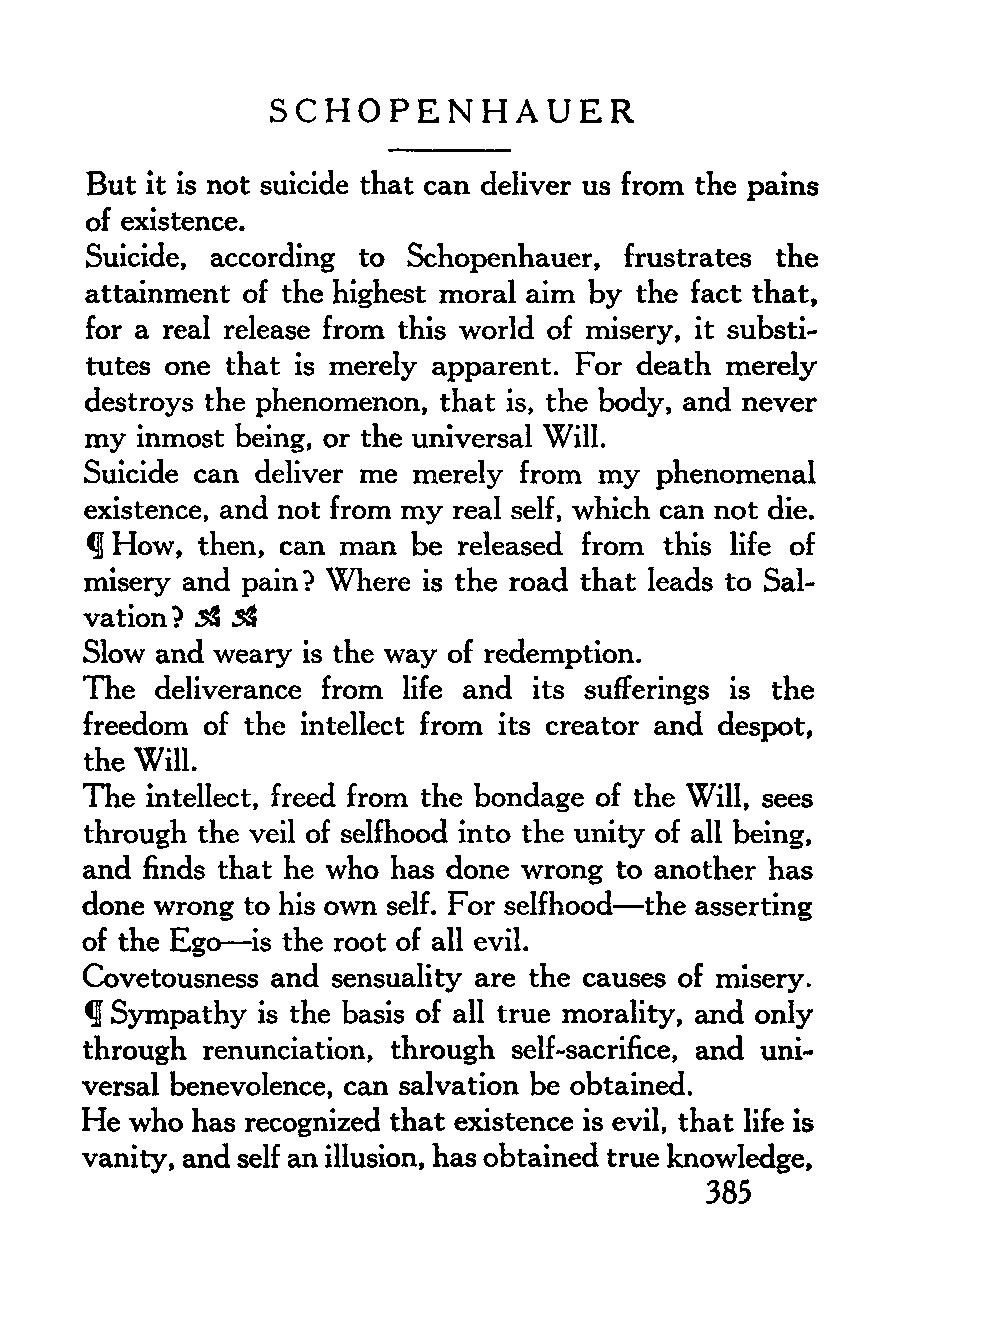 SCHOPENHAUER
But it is not suicide that can deliver us from the pains
of existence.
Suicide, according to Schopenhauer, frustrates the
attainment of the highest moral aim by the fact that,
for a real release from this world of misery, it substi-
tutes one that is merely apparent. For death merely
destroys the phenomenon, that is, the body, and never
my inmost being, or the universal Will.
Suicide can deliver me merely from my phenomenal
existence, and not from my real self, which can not die.
¶ How, then, can man be released from this life of
misery and pain? Where is the road that leads to Sal-
vation?
Slow and weary is the way of redemption.
The deliverance from life and its sufferings is the
freedom of the intellect from its creator and despot,
the Will.
The intellect, freed from the bondage of the Will, sees
through the veil of selfhood into the unity of all being,
and finds that he who has done wrong to another has
done wrong to his own self. For selfhood—the asserting
of the Ego—is the root of all evil.
Covetousness and sensuality are the causes of misery.
¶ Sympathy is the basis of all true morality, and only
through renunciation, through self-sacrifice, and uni-
versal benevolence, can salvation be obtained.
He who has recognized that existence is evil, that life is
vanity, and self an illusion, has obtained true knowledge,
385